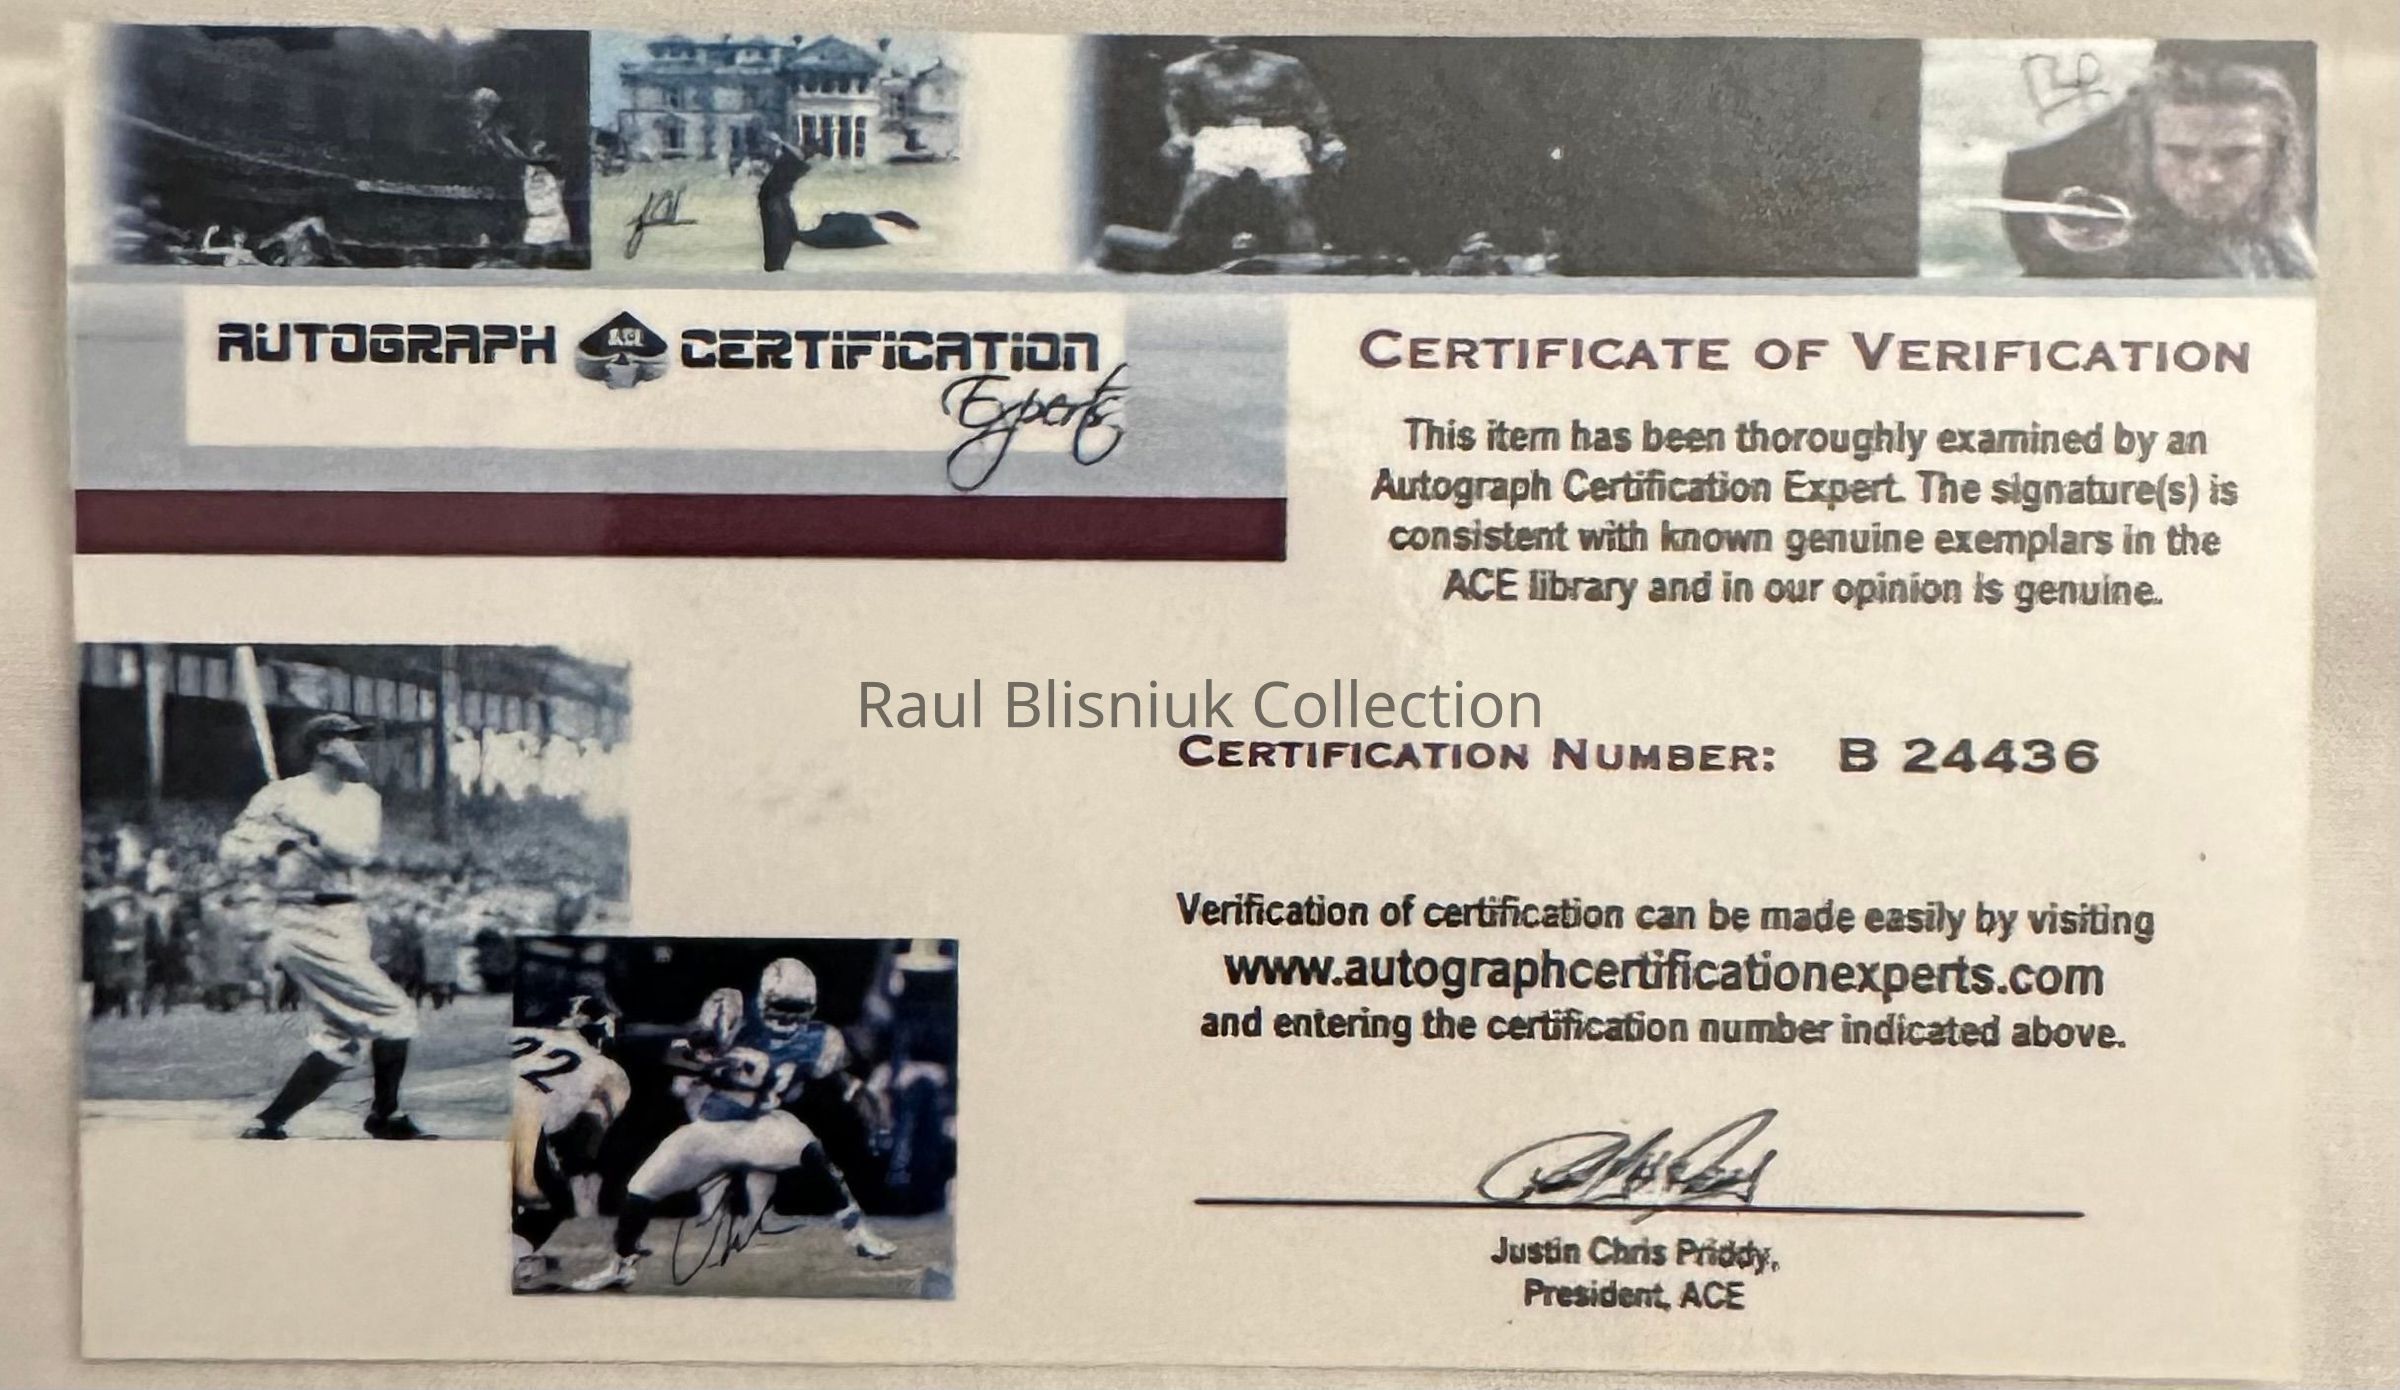 AUTOGRAPH ACE CERTIFICATION
Experts
CERTIFICATE OF VERIFICATION
This item has been thoroughly examined by an
Autograph Certification Expert. The signature(s) is
consistent with known genuine exemplars in the
ACE library and in our opinion is genuine.
Raul Blisniuk Collection
CERTIFICATION NUMBER: B 24436
Verification of certification can be made easily by visiting
www.autographcertificationexperts.com
and entering the certification number indicated above.
22
Justin Chris Priddy,
President, ACE